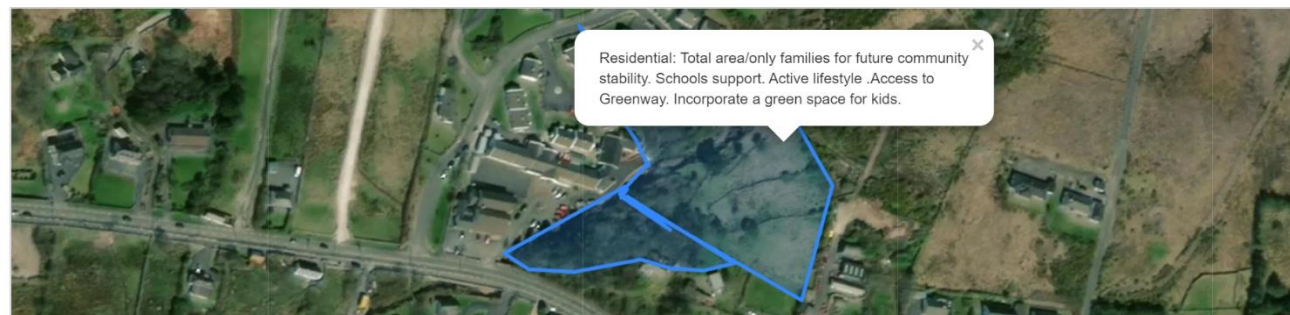 Residential: Total area/only families for future community
stability. Schools support. Active lifestyle .Access to
Greenway. Incorporate a green space for kids.